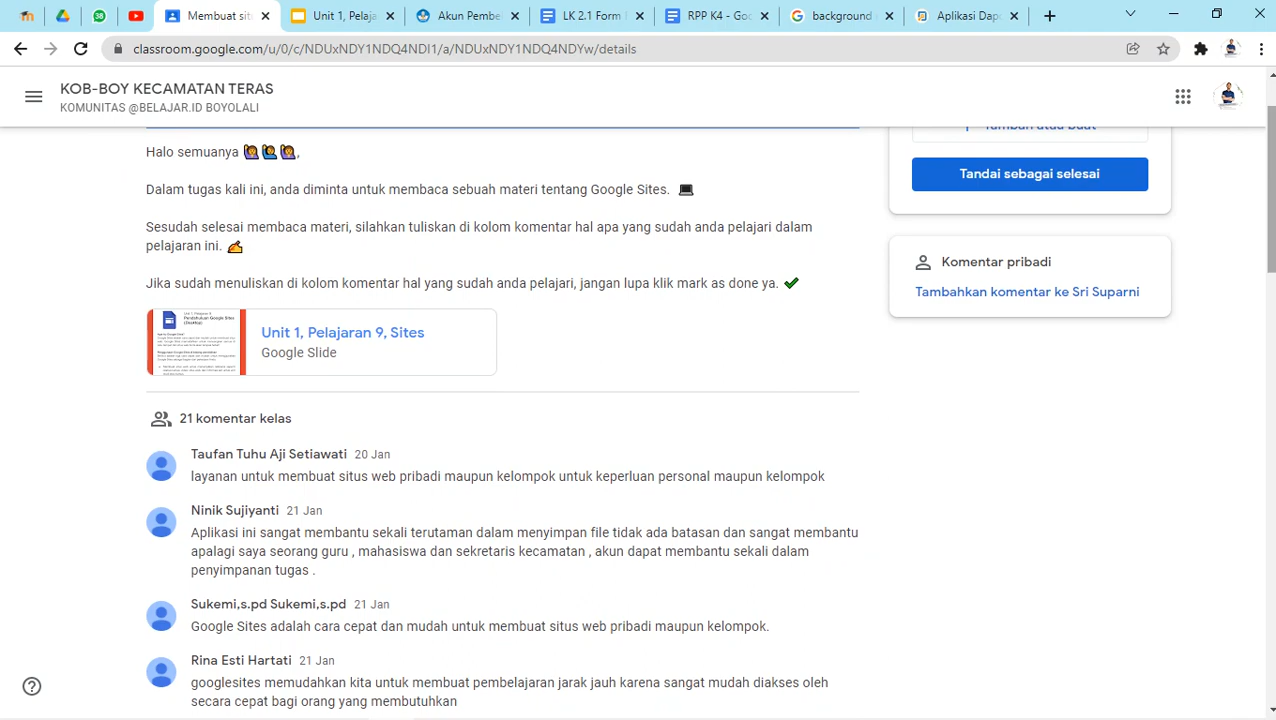 Membuat sit
Unit 1, Pelaja
Akun Pembe
LK 2.1 Form I
RPP K4 - Goo
background
Aplikasi Dapo
38
classroom.google.com/u/0/c/NDUxNDY1NDQ4NDI1/a/NDUxNDY1NDQ4NDYw/details
KOB-BOY KECAMATAN TERAS
KOMUNITAS @BELAJAR.ID BOYOLALI
Tambah atau Buat
Tandai sebagai selesai
Komentar pribadi
Tambahkan komentar ke Sri Suparni
Halo semuanya 🙋🙋🙋,
Dalam tugas kali ini, anda diminta untuk membaca sebuah materi tentang Google Sites. 💻
Sesudah selesai membaca materi, silahkan tuliskan di kolom komentar hal apa yang sudah anda pelajari dalam
pelajaran ini. ✍
Jika sudah menuliskan di kolom komentar hal yang sudah anda pelajari, jangan lupa klik mark as done ya. ✔
Unit 1, Pelajaran 9, Sites
Google Slide
21 komentar kelas
Taufan Tuhu Aji Setiawati 20 Jan
layanan untuk membuat situs web pribadi maupun kelompok untuk keperluan personal maupun kelompok
Ninik Sujiyanti 21 Jan
Aplikasi ini sangat membantu sekali terutaman dalam menyimpan file tidak ada batasan dan sangat membantu
apalagi saya seorang guru , mahasiswa dan sekretaris kecamatan , akun dapat membantu sekali dalam
penyimpanan tugas .
Sukemi,s.pd Sukemi,s.pd 21 Jan
Google Sites adalah cara cepat dan mudah untuk membuat situs web pribadi maupun kelompok.
Rina Esti Hartati 21 Jan
googlesites memudahkan kita untuk membuat pembelajaran jarak jauh karena sangat mudah diakses oleh
secara cepat bagi orang yang membutuhkan